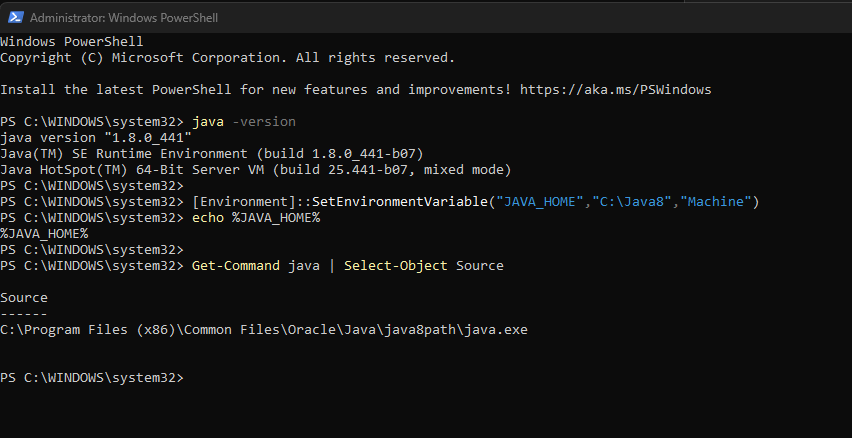 Administrator: Windows PowerShell
Windows PowerShell
Copyright (C) Microsoft Corporation. All rights reserved.
Install the latest PowerShell for new features and improvements! https://aka.ms/PSWindows
PS C:\WINDOWS\system32> java -version
java version "1.8.0_441"
Java(TM) SE Runtime Environment (build 1.8.0_441-b07)
Java HotSpot(TM) 64-Bit Server VM (build 25.441-b07, mixed mode)
PS C:\WINDOWS\system32>
PS C:\WINDOWS\system32> [Environment]::SetEnvironmentVariable("JAVA_HOME","C:\Java8","Machine")
PS C:\WINDOWS\system32> echo %JAVA_HOME%
%JAVA_HOME%
PS C:\WINDOWS\system32>
PS C:\WINDOWS\system32> Get-Command java | Select-Object Source
Source
------
C:\Program Files (x86)\Common Files\Oracle\Java\java8path\java.exe
PS C:\WINDOWS\system32>